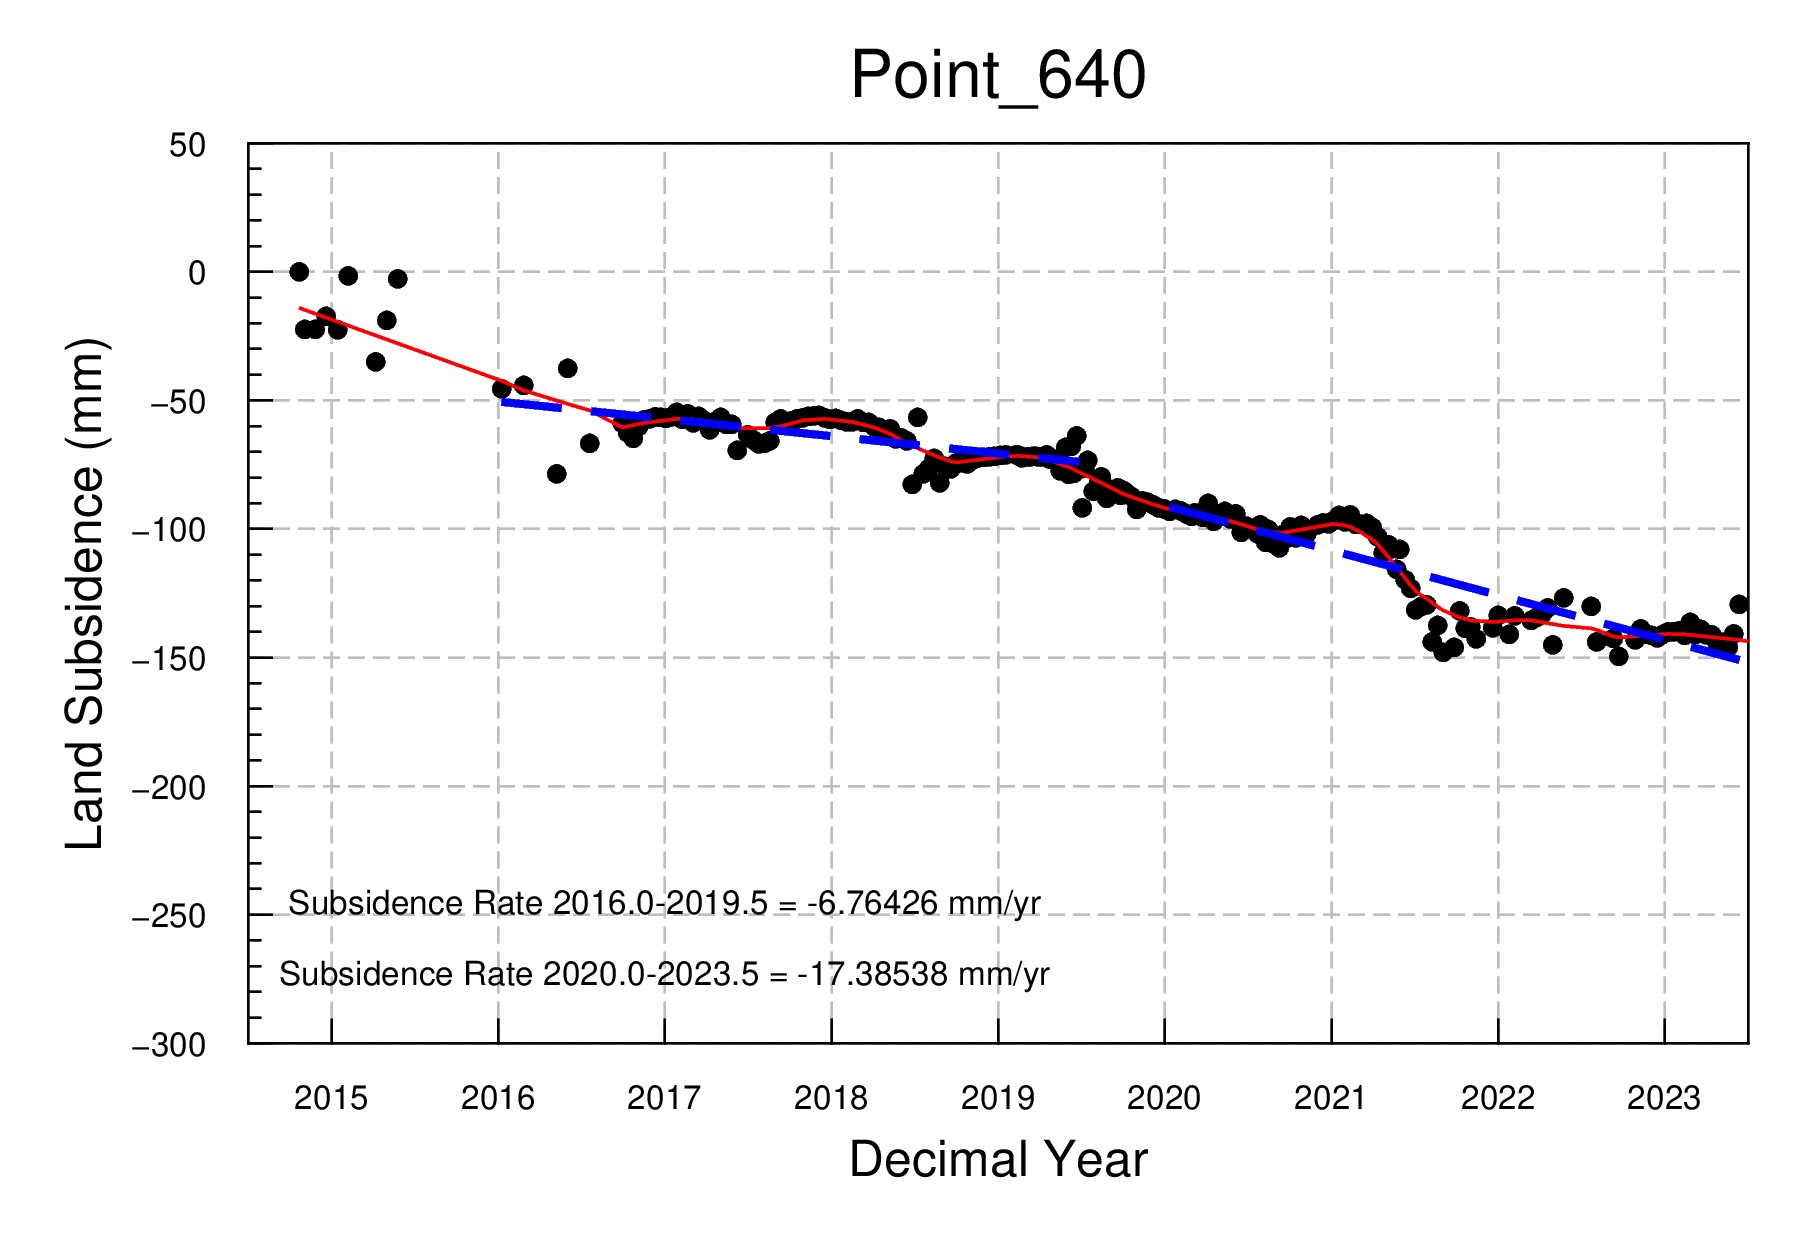 Point_640
50
0
−50
−100
−150
−200
−250
−300
Land Subsidence (mm)
Subsidence Rate 2016.0-2019.5 = -6.76426 mm/yr
Subsidence Rate 2020.0-2023.5 = -17.38538 mm/yr
2015 2016 2017 2018 2019 2020 2021 2022 2023
Decimal Year